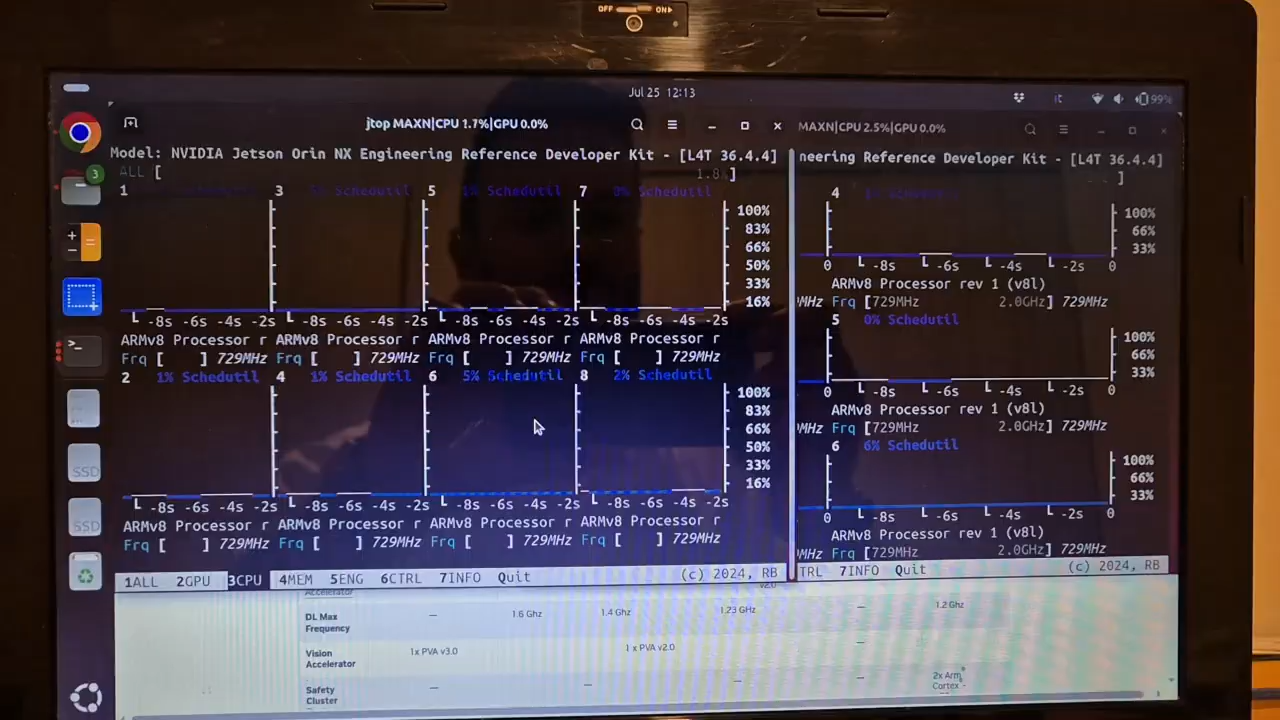 OFF ON
Jul 25 12:13
it 99%
3
jtop MAXN|CPU 1.7%|GPU 0.0%
Model: NVIDIA Jetson Orin NX Engineering Reference Developer Kit - [L4T 36.4.4]
ALL [ 1.8%]
1 3 Schedutil 5 1% Schedutil 7 0% Schedutil
100%
83%
66%
50%
33%
16%
-8s -6s -4s -2s -8s -6s -4s -2s -8s -6s -4s -2s -8s -6s -4s -2s
ARMv8 Processor r ARMv8 Processor r ARMv8 Processor r ARMv8 Processor r
Frq [ ] 729MHz Frq [ ] 729MHz Frq [ ] 729MHz Frq [ ] 729MHz
2 1% Schedutil 4 1% Schedutil 6 5% Schedutil 8 2% Schedutil
100%
83%
66%
50%
33%
16%
-8s -6s -4s -2s -8s -6s -4s -2s -8s -6s -4s -2s -8s -6s -4s -2s
ARMv8 Processor r ARMv8 Processor r ARMv8 Processor r ARMv8 Processor r
Frq [ ] 729MHz Frq [ ] 729MHz Frq [ ] 729MHz Frq [ ] 729MHz
1ALL 2GPU 3CPU 4MEM 5ENG 6CTRL 7INFO Quit (c) 2024, RB
MAXN|CPU 2.5%|GPU 0.0%
neering Reference Developer Kit - [L4T 36.4.4]
]
4 1% Schedutil
100%
66%
33%
0 -8s -6s -4s -2s 0
ARMv8 Processor rev 1 (v8l)
MHz Frq [729MHz 2.0GHz] 729MHz
5 0% Schedutil
100%
66%
33%
0 -8s -6s -4s -2s 0
ARMv8 Processor rev 1 (v8l)
MHz Frq [729MHz 2.0GHz] 729MHz
6 6% Schedutil
100%
66%
33%
0 -8s -6s -4s -2s 0
ARMv8 Processor rev 1 (v8l)
MHz Frq [729MHz 2.0GHz] 729MHz
TRL 7INFO Quit (c) 2024, RB
SSD
SSD
Accelerator v2.0
DL Max Frequency — 1.6 Ghz 1.4 Ghz 1.23 GHz — 1.2 Ghz
Vision Accelerator 1x PVA v3.0 1 x PVA v2.0 —
Safety Cluster — — — — 2x Arm Cortex -